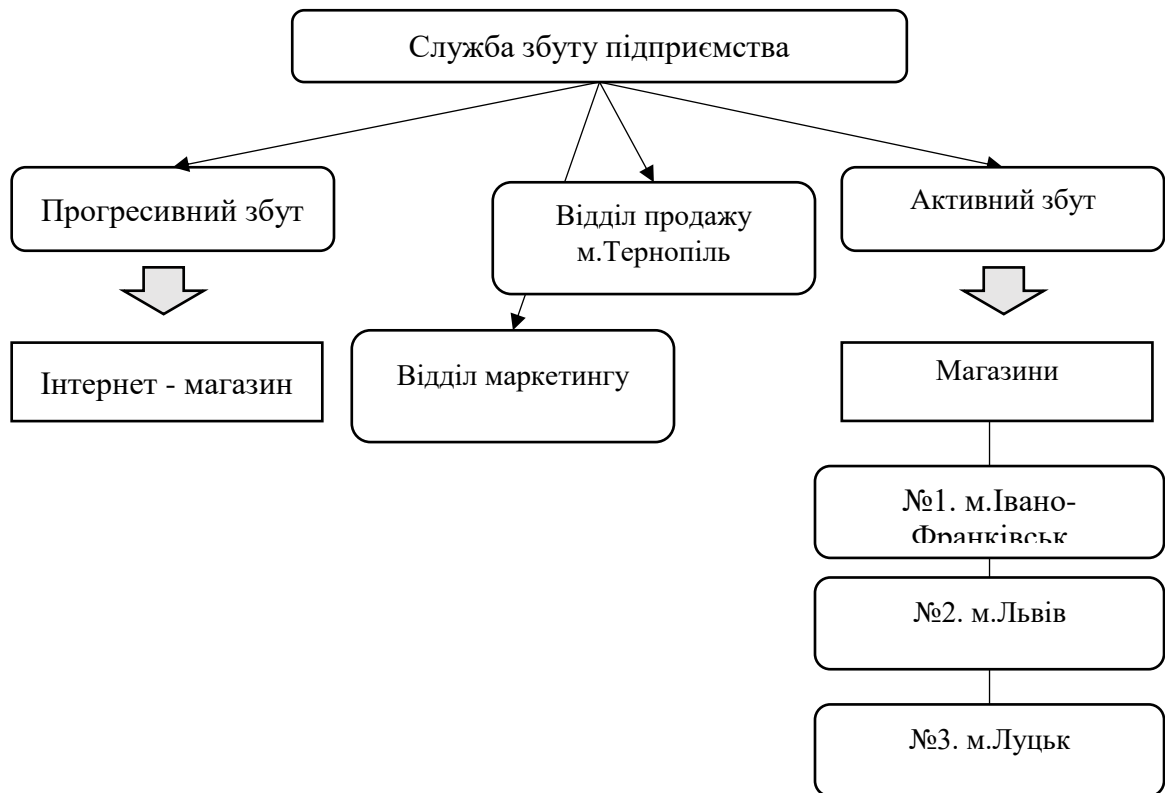 Служба збуту підприємства
Прогресивний збут
Відділ продажу
м.Тернопіль
Активний збут
Інтернет - магазин
Відділ маркетингу
Магазини
№1. м.Івано-
Франківськ
№2. м.Львів
№3. м.Луцьк